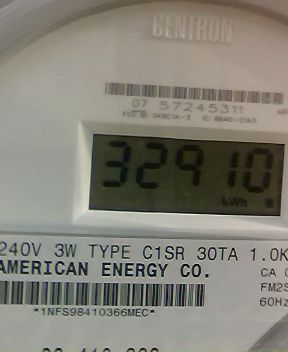 CENTRON
07 57245311
32910
kWh
240V 3W TYPE C1SR 30TA 1.0K
AMERICAN ENERGY CO.
CA
FM2S
60Hz
*1NFS98410366MEC*